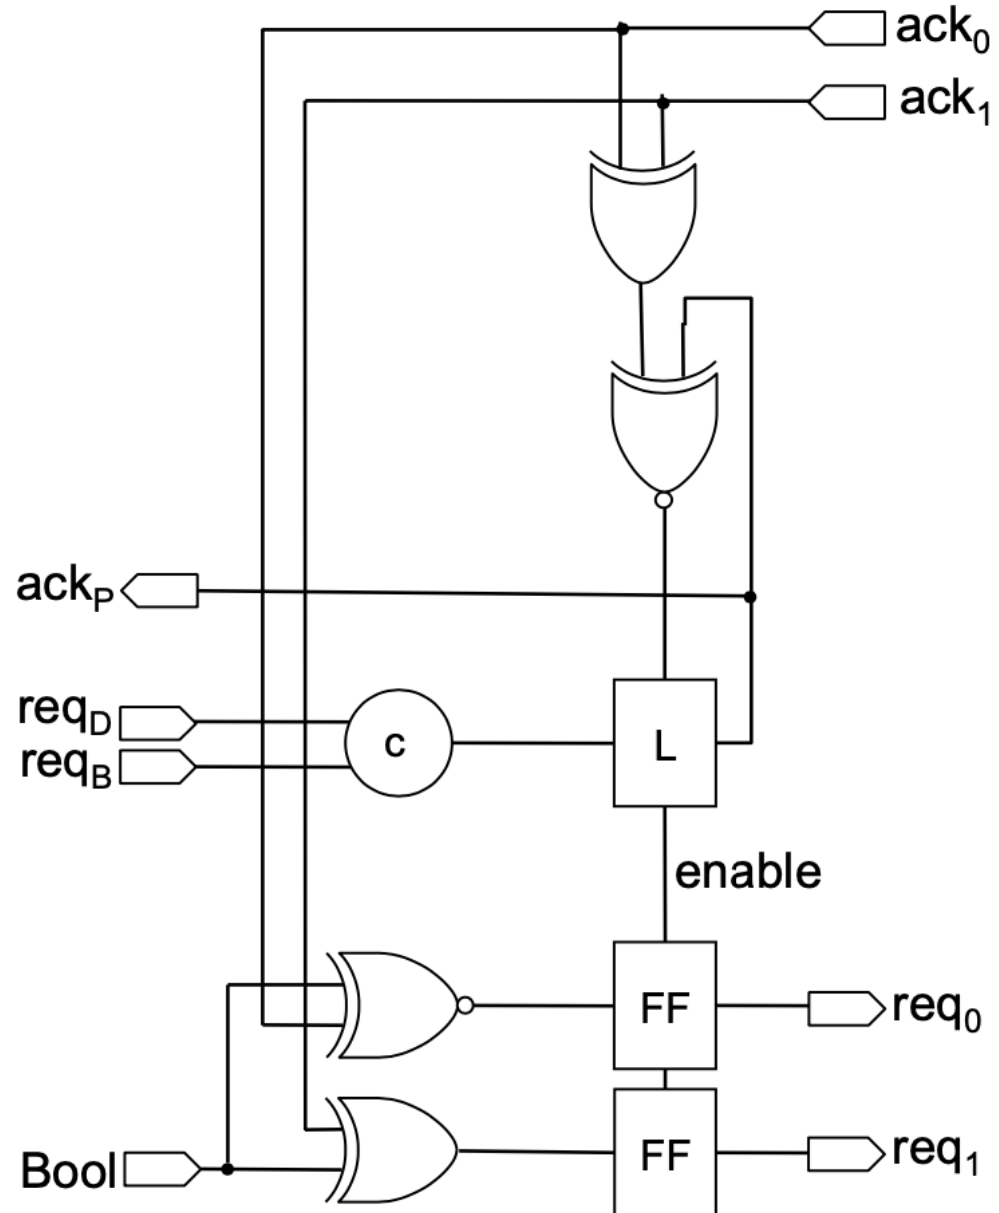 ack0
ack1
ackP
reqD
reqB
c
L
enable
FF
req0
FF
req1
Bool